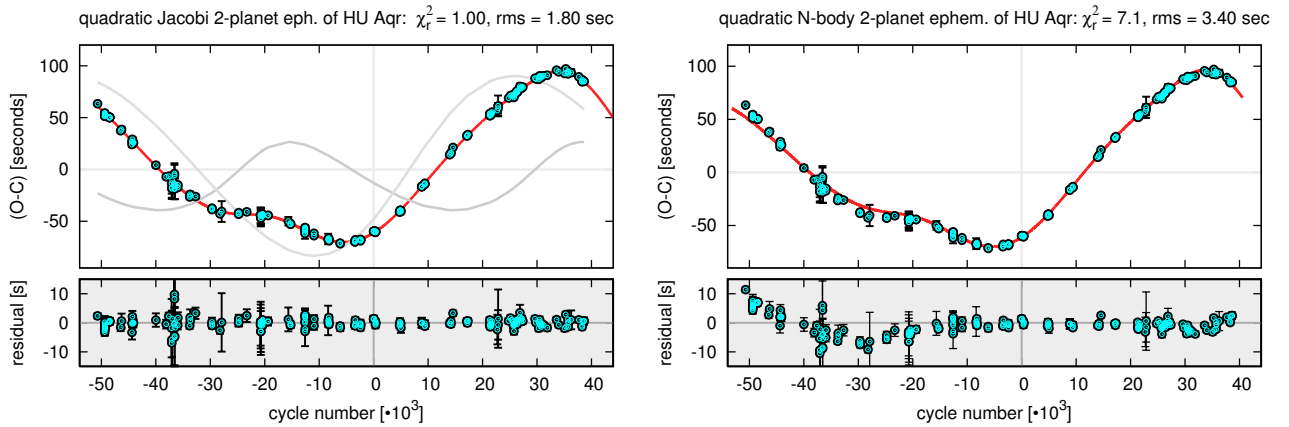 quadratic Jacobi 2-planet eph. of HU Aqr: χ²ᵣ = 1.00, rms = 1.80 sec
100
50
0
-50
(O-C) [seconds]
10
0
-10
residual [s]
-50 -40 -30 -20 -10 0 10 20 30 40
cycle number [•10³]
quadratic N-body 2-planet ephem. of HU Aqr: χ²ᵣ = 7.1, rms = 3.40 sec
100
50
0
-50
(O-C) [seconds]
10
0
-10
residual [s]
-50 -40 -30 -20 -10 0 10 20 30 40
cycle number [•10³]